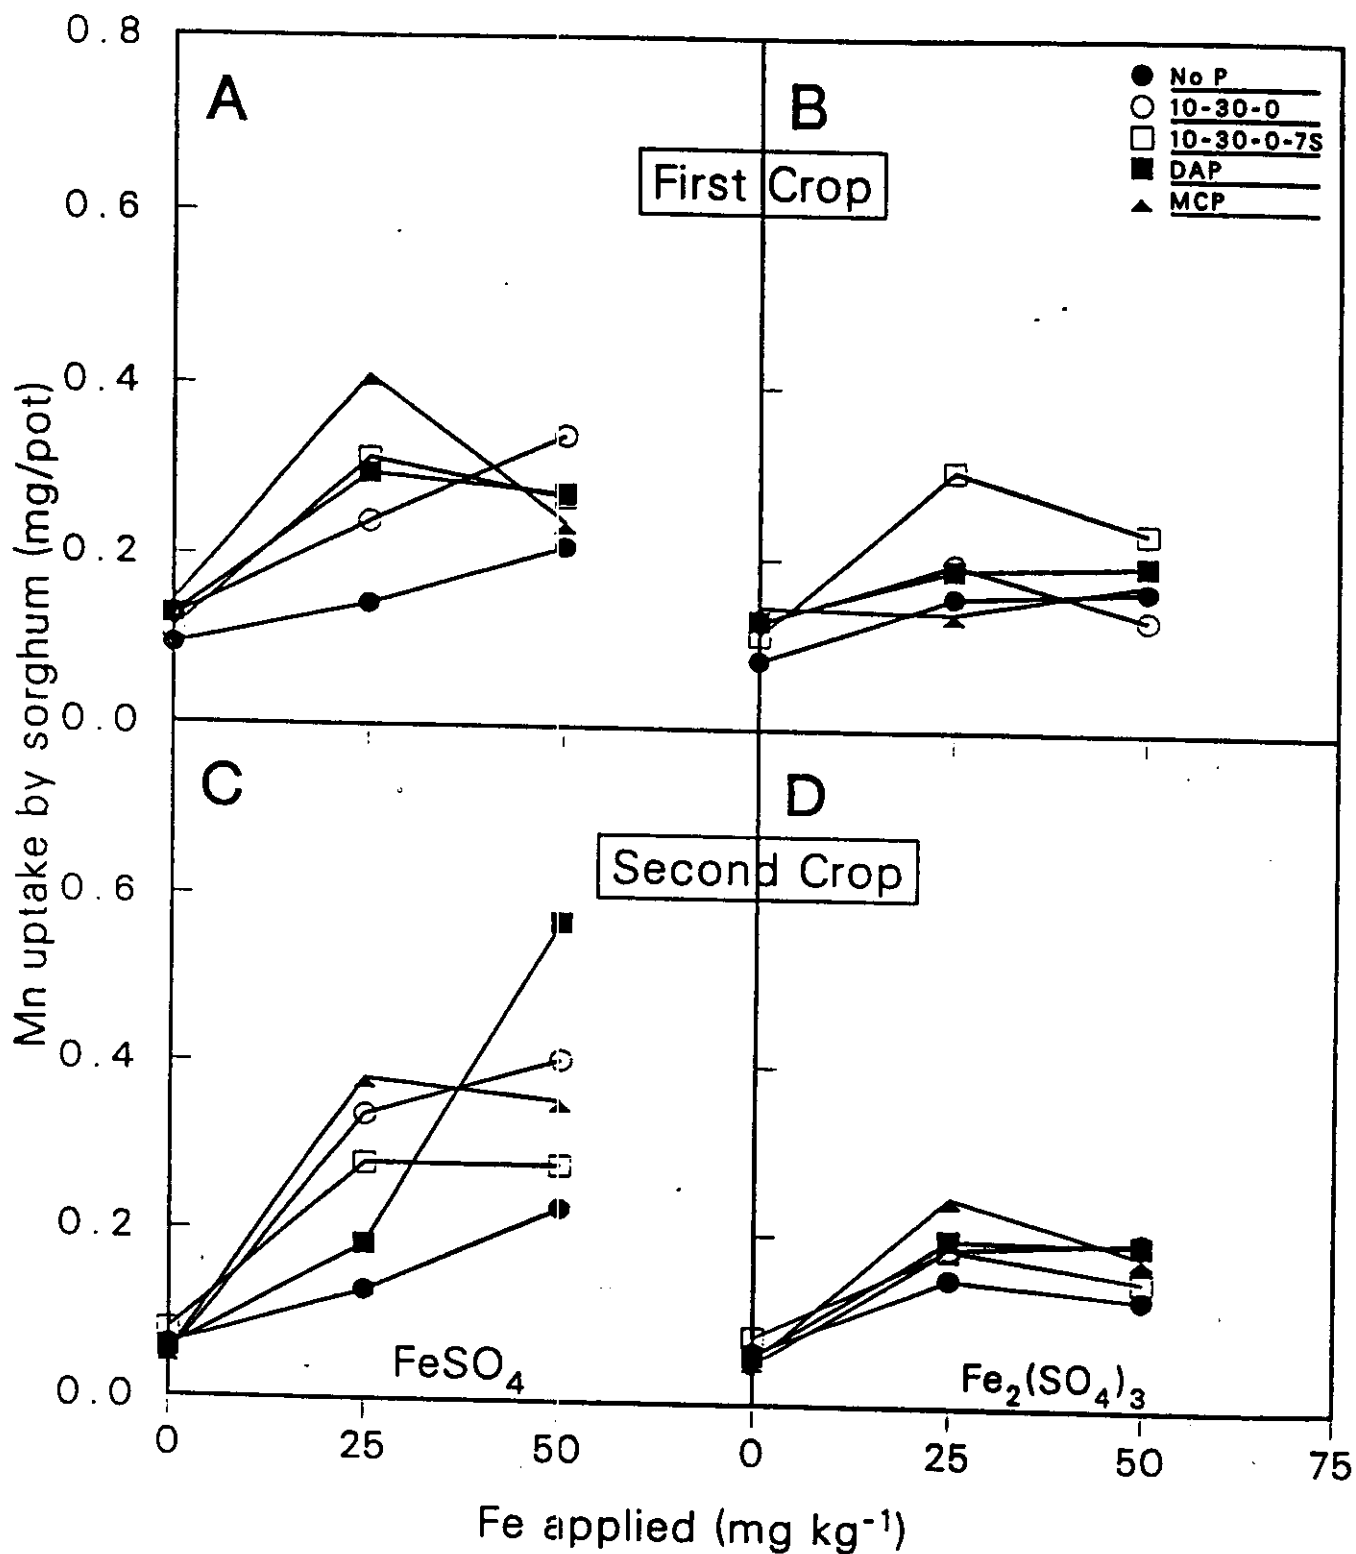 0.8
A
B
No P
10-30-0
10-30-0-7S
DAP
MCP
First Crop
0.6
0.4
0.2
0.0
Mn uptake by sorghum (mg/pot)
C
D
Second Crop
0.6
0.4
0.2
0.0
FeSO₄
Fe₂(SO₄)₃
0 25 50 0 25 50 75
Fe applied (mg kg⁻¹)